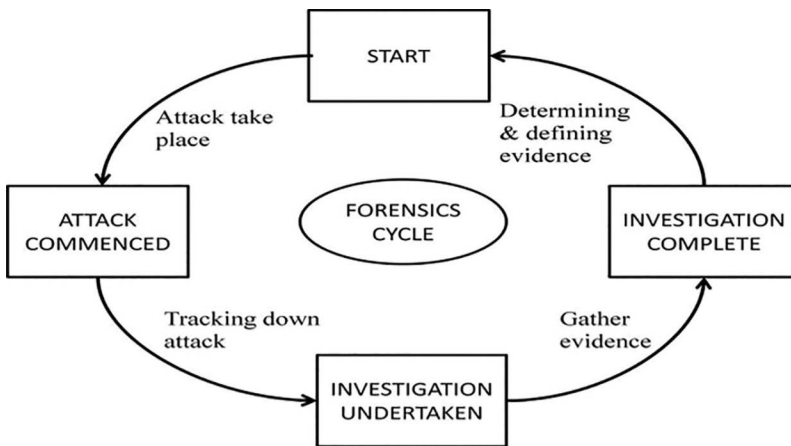 START
Attack take
place
Determining
& defining
evidence
ATTACK
COMMENCED
FORENSICS
CYCLE
INVESTIGATION
COMPLETE
Tracking down
attack
Gather
evidence
INVESTIGATION
UNDERTAKEN